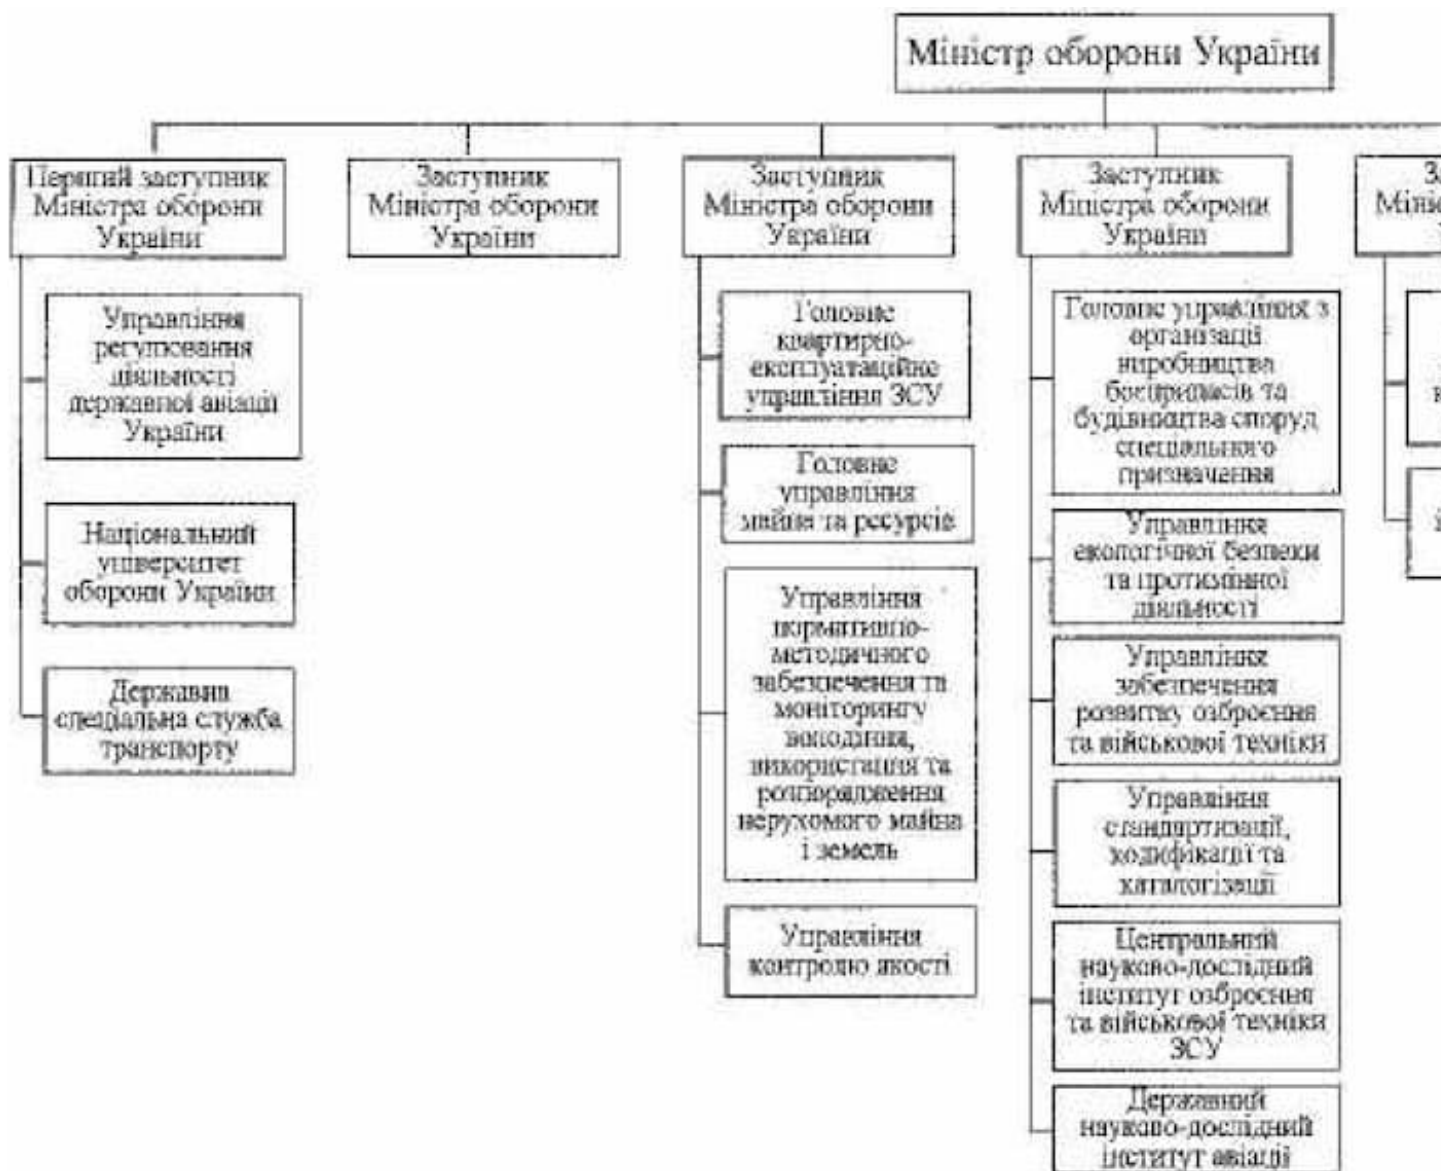 Міністр оборони України
Перший заступник
Міністра оборони
України
Заступник
Міністра оборони
України
Заступник
Міністра оборони
України
Заступник
Міністра оборони
України
За
Мініс
Управління
регулювання
діяльності
державної авіації
України
Національний
університет
оборони України
Державна
спеціальна служба
транспорту
Головне
квартирно-
експлуатаційне
управління ЗСУ
Головне
управління
майна та ресурсів
Управління
нормативно-
методичного
забезпечення та
моніторингу
володіння,
використання та
розпорядження
нерухомого майна
і земель
Управління
контролю якості
Головне управління з
організації
виробництва
боєприпасів та
будівництва споруд
спеціального
призначення
Управління
екологічної безпеки
та протимінної
діяльності
Управління
забезпечення
розвитку озброєння
та військової техніки
Управління
стандартизації,
кодифікації та
каталогізації
Центральний
науково-дослідний
інститут озброєння
та військової техніки
ЗСУ
Державний
науково-дослідний
інститут авіації